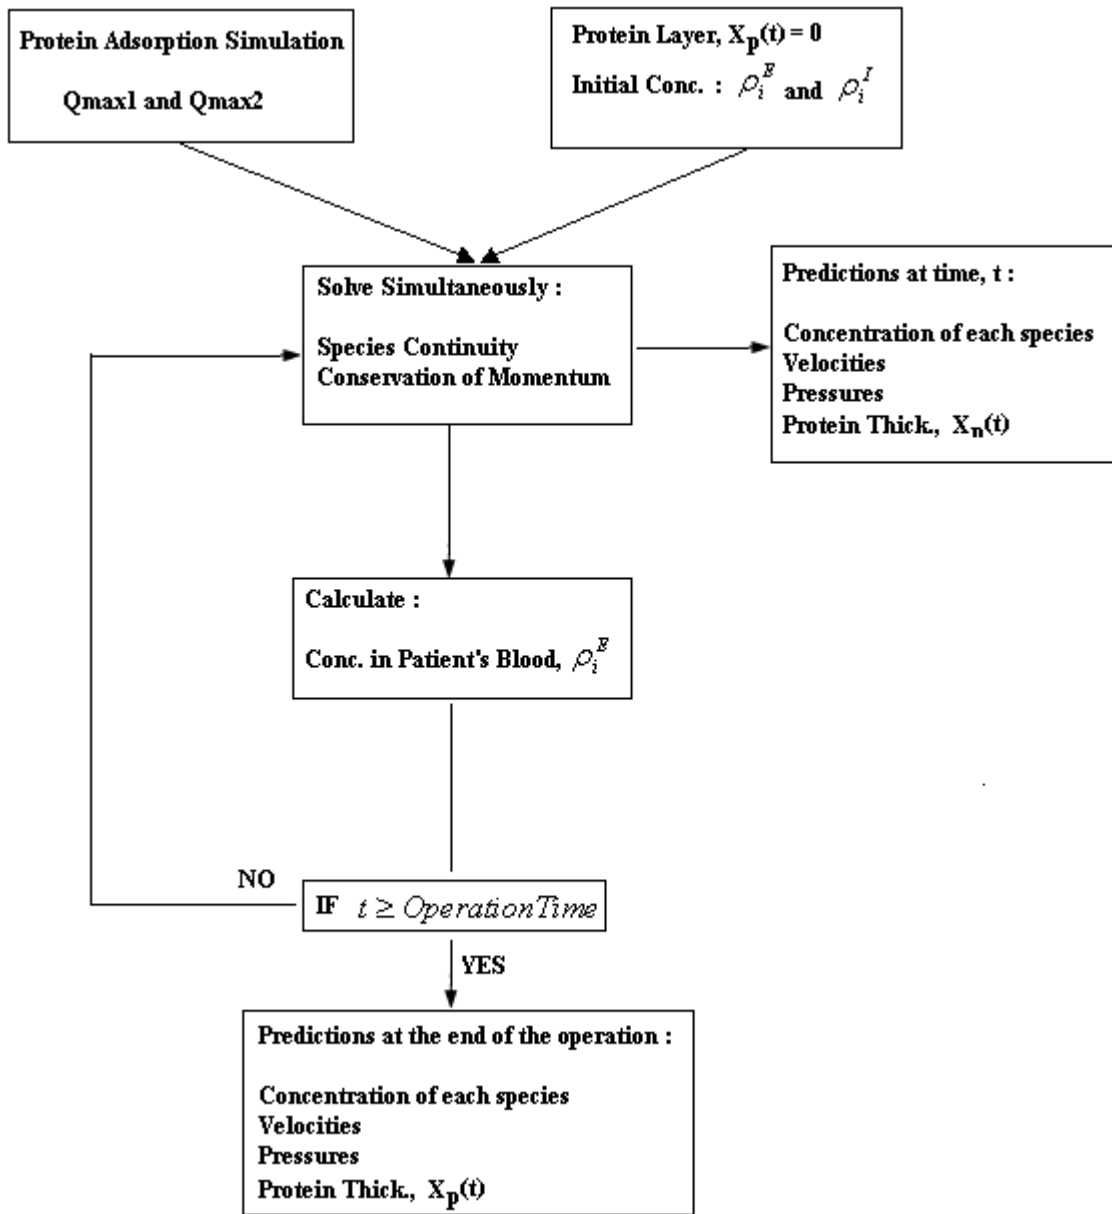 Protein Adsorption Simulation
Qmax1 and Qmax2
Protein Layer, Xp(t) = 0
Initial Conc. : ρ_i^E and ρ_i^I
Solve Simultaneously :
Species Continuity
Conservation of Momentum
Predictions at time, t :
Concentration of each species
Velocities
Pressures
Protein Thick., Xn(t)
Calculate :
Conc. in Patient's Blood, ρ_i^E
NO
IF t ≥ OperationTime
YES
Predictions at the end of the operation :
Concentration of each species
Velocities
Pressures
Protein Thick., Xp(t)